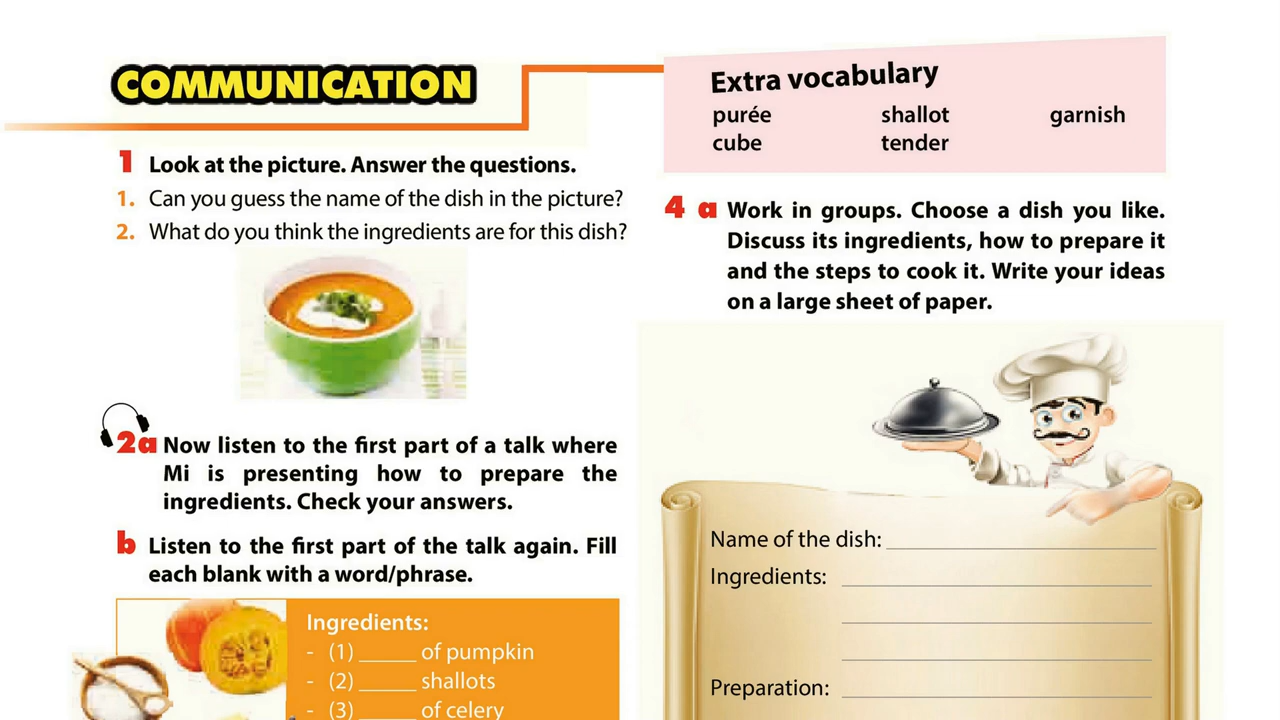 COMMUNICATION
1 Look at the picture. Answer the questions.
1. Can you guess the name of the dish in the picture?
2. What do you think the ingredients are for this dish?
2a Now listen to the first part of a talk where
Mi is presenting how to prepare the
ingredients. Check your answers.
b Listen to the first part of the talk again. Fill
each blank with a word/phrase.
Ingredients:
- (1) _____ of pumpkin
- (2) _____ shallots
- (3) _____ of celery
Extra vocabulary
purée shallot garnish
cube tender
4 a Work in groups. Choose a dish you like.
Discuss its ingredients, how to prepare it
and the steps to cook it. Write your ideas
on a large sheet of paper.
Name of the dish:
Ingredients:
Preparation: